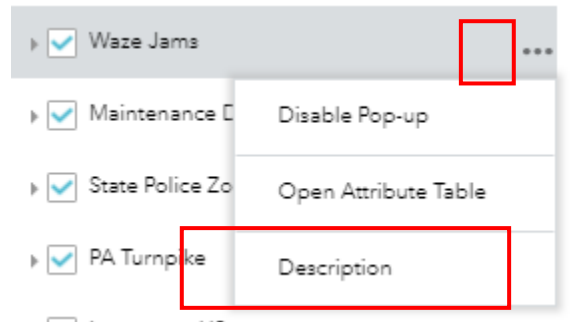 Waze Jams
Maintenance D
Disable Pop-up
State Police Zo
Open Attribute Table
PA Turnpike
Description